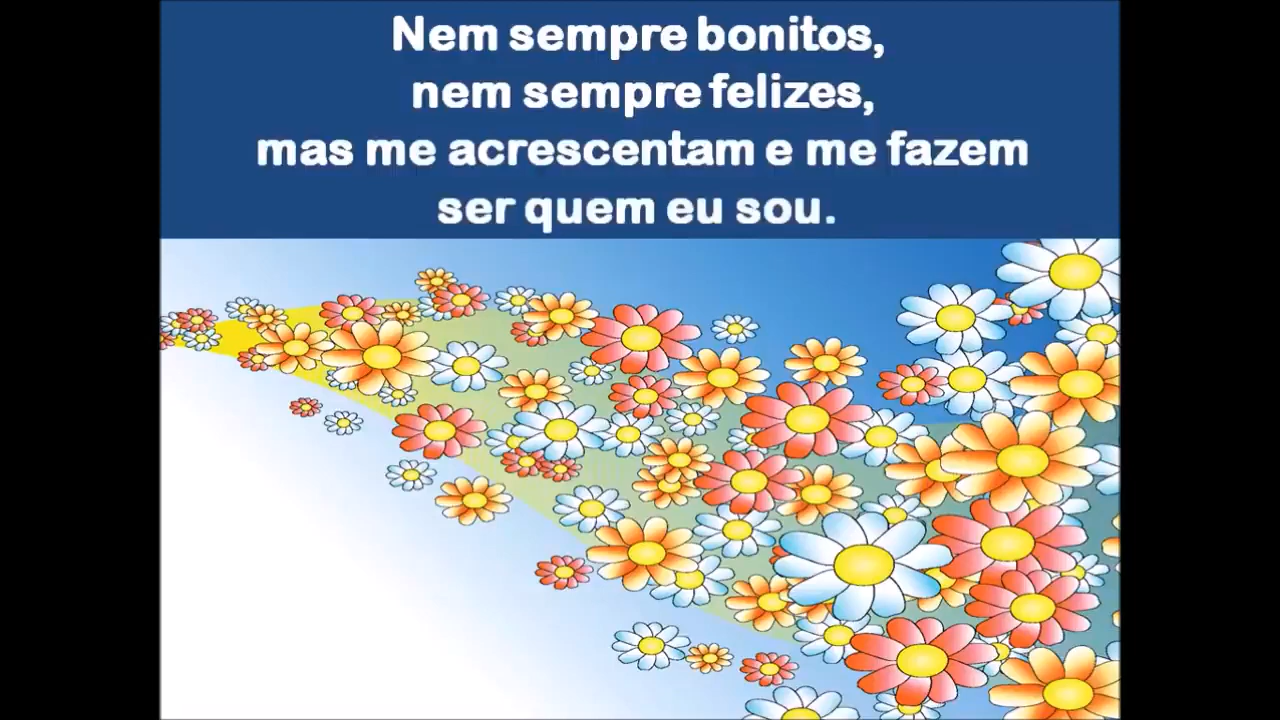 Nem sempre bonitos,
nem sempre felizes,
mas me acrescentam e me fazem
ser quem eu sou.